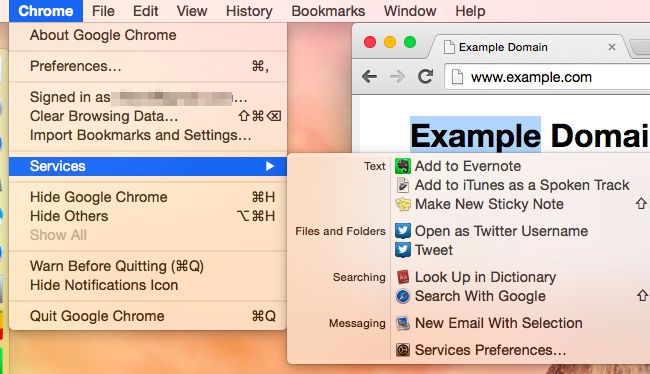 Chrome File Edit View History Bookmarks Window Help
About Google Chrome
Preferences… ⌘,
Signed in as …
Clear Browsing Data… ⇧⌘⌫
Import Bookmarks and Settings…
Services ▶
Hide Google Chrome ⌘H
Hide Others ⌥⌘H
Show All
Warn Before Quitting (⌘Q)
Hide Notifications Icon
Quit Google Chrome ⌘Q
Example Domain
www.example.com
Example Domai
Text Add to Evernote
Add to iTunes as a Spoken Track
Make New Sticky Note ⇧
Files and Folders Open as Twitter Username
Tweet
Searching Look Up in Dictionary
Search With Google ⇧
Messaging New Email With Selection
Services Preferences…